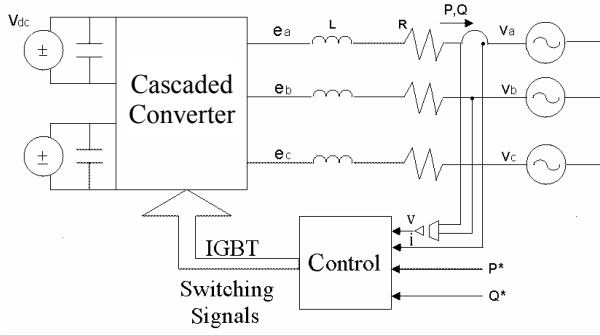 Vdc
P,Q
ea
L
R
va
Cascaded
Converter
eb
vb
ec
vc
v
i
IGBT
Control
P*
Q*
Switching
Signals